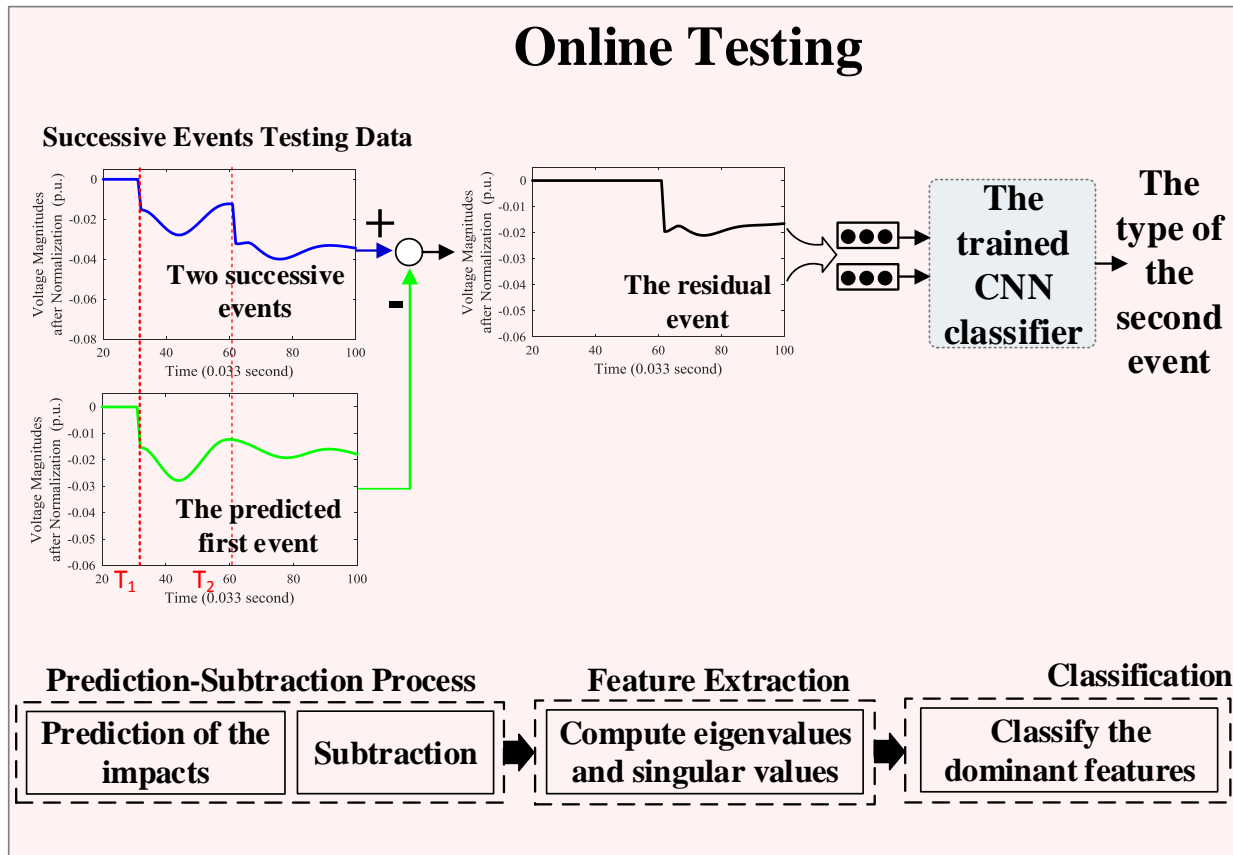 Online Testing
Successive Events Testing Data
Voltage Magnitudes
after Normalization (p.u.)
0
-0.02
-0.04
-0.06
-0.08
20 40 60 80 100
Time (0.033 second)
Two successive
events
+
-
Voltage Magnitudes
after Normalization (p.u.)
0
-0.01
-0.02
-0.03
-0.04
-0.05
-0.06
20 40 60 80 100
Time (0.033 second)
The predicted
first event
T1 T2
Voltage Magnitudes
after Normalization (p.u.)
0
-0.01
-0.02
-0.03
-0.04
-0.05
-0.06
20 40 60 80 100
Time (0.033 second)
The residual
event
The
trained
CNN
classifier
The
type of
the
second
event
Prediction-Subtraction Process
Prediction of the
impacts
Subtraction
Feature Extraction
Compute eigenvalues
and singular values
Classification
Classify the
dominant features